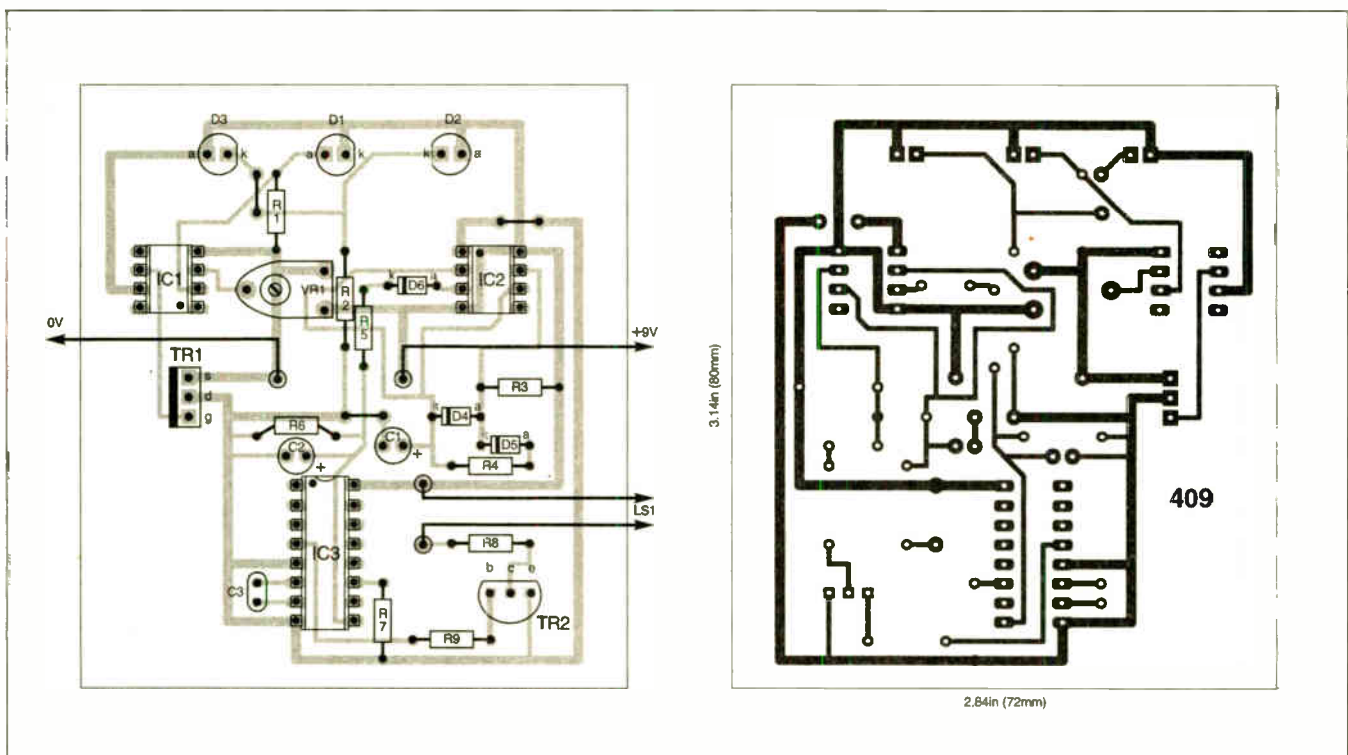 D3 D1 D2
a k a k k a
R1
IC1 VR1 R2 k D6 a IC2
R5
0V +9V
TR1
s
d
g
R3
k D4 a
R6 C1 +
C2 + k D5 a
R4
LS1
IC3 R8
b c e
C3 TR2
R7
R9
3.14in (80mm)
409
2.84in (72mm)